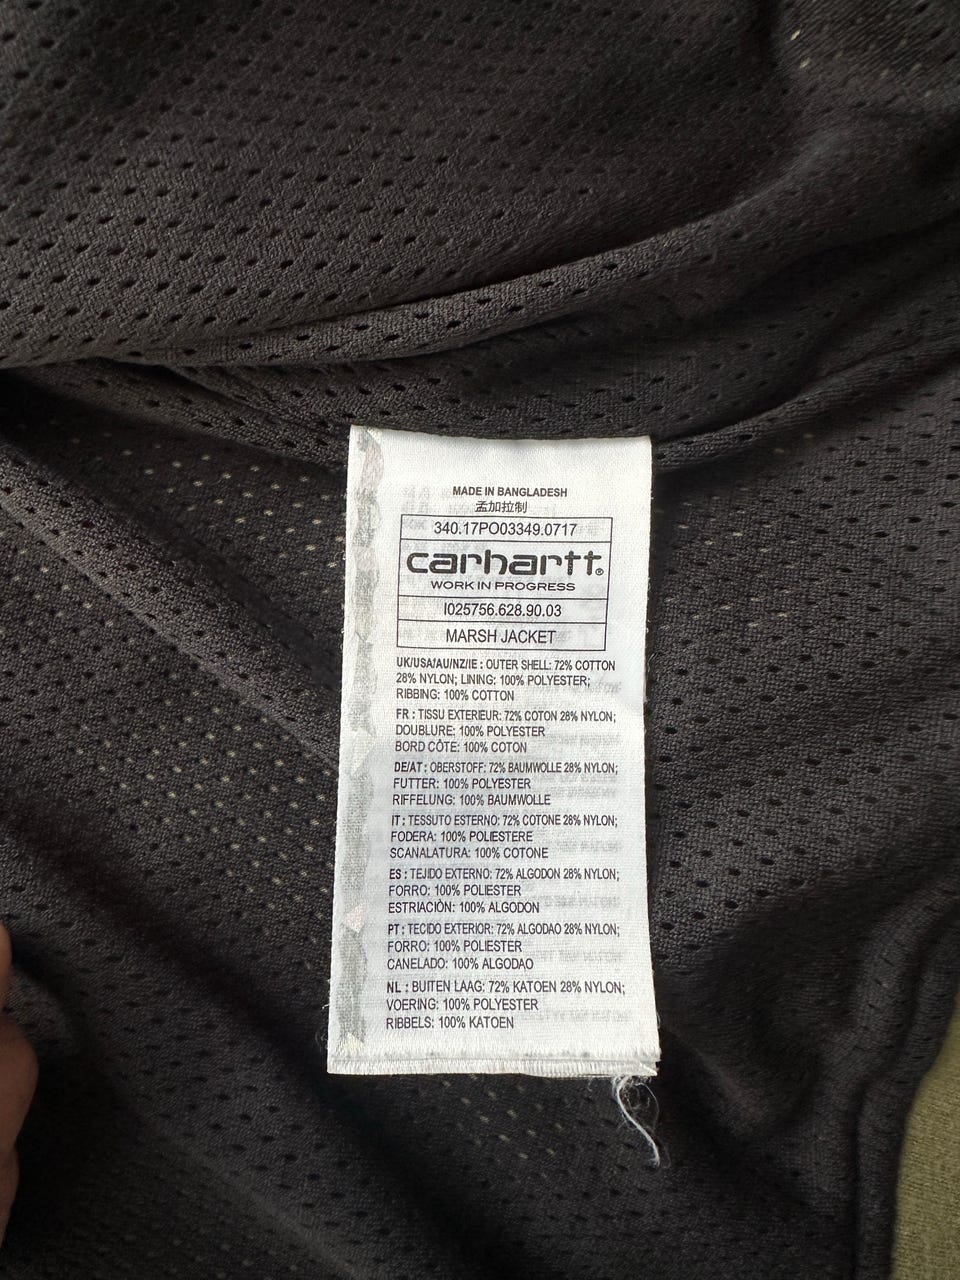 MADE IN BANGLADESH
孟加拉制
340.17PO03349.0717
carhartt®
WORK IN PROGRESS
I025756.628.90.03
MARSH JACKET
UK/USA/AU/NZ/IE : OUTER SHELL: 72% COTTON
28% NYLON; LINING: 100% POLYESTER;
RIBBING: 100% COTTON
FR : TISSU EXTERIEUR: 72% COTON 28% NYLON;
DOUBLURE: 100% POLYESTER
BORD CÔTE: 100% COTON
DE/AT : OBERSTOFF: 72% BAUMWOLLE 28% NYLON;
FUTTER: 100% POLYESTER
RIFFELUNG: 100% BAUMWOLLE
IT : TESSUTO ESTERNO: 72% COTONE 28% NYLON;
FODERA: 100% POLIESTERE
SCANALATURA: 100% COTONE
ES : TEJIDO EXTERNO: 72% ALGODON 28% NYLON;
FORRO: 100% POLIESTER
ESTRIACIÓN: 100% ALGODON
PT : TECIDO EXTERIOR: 72% ALGODAO 28% NYLON;
FORRO: 100% POLIESTER
CANELADO: 100% ALGODAO
NL : BUITEN LAAG: 72% KATOEN 28% NYLON;
VOERING: 100% POLYESTER
RIBBELS: 100% KATOEN